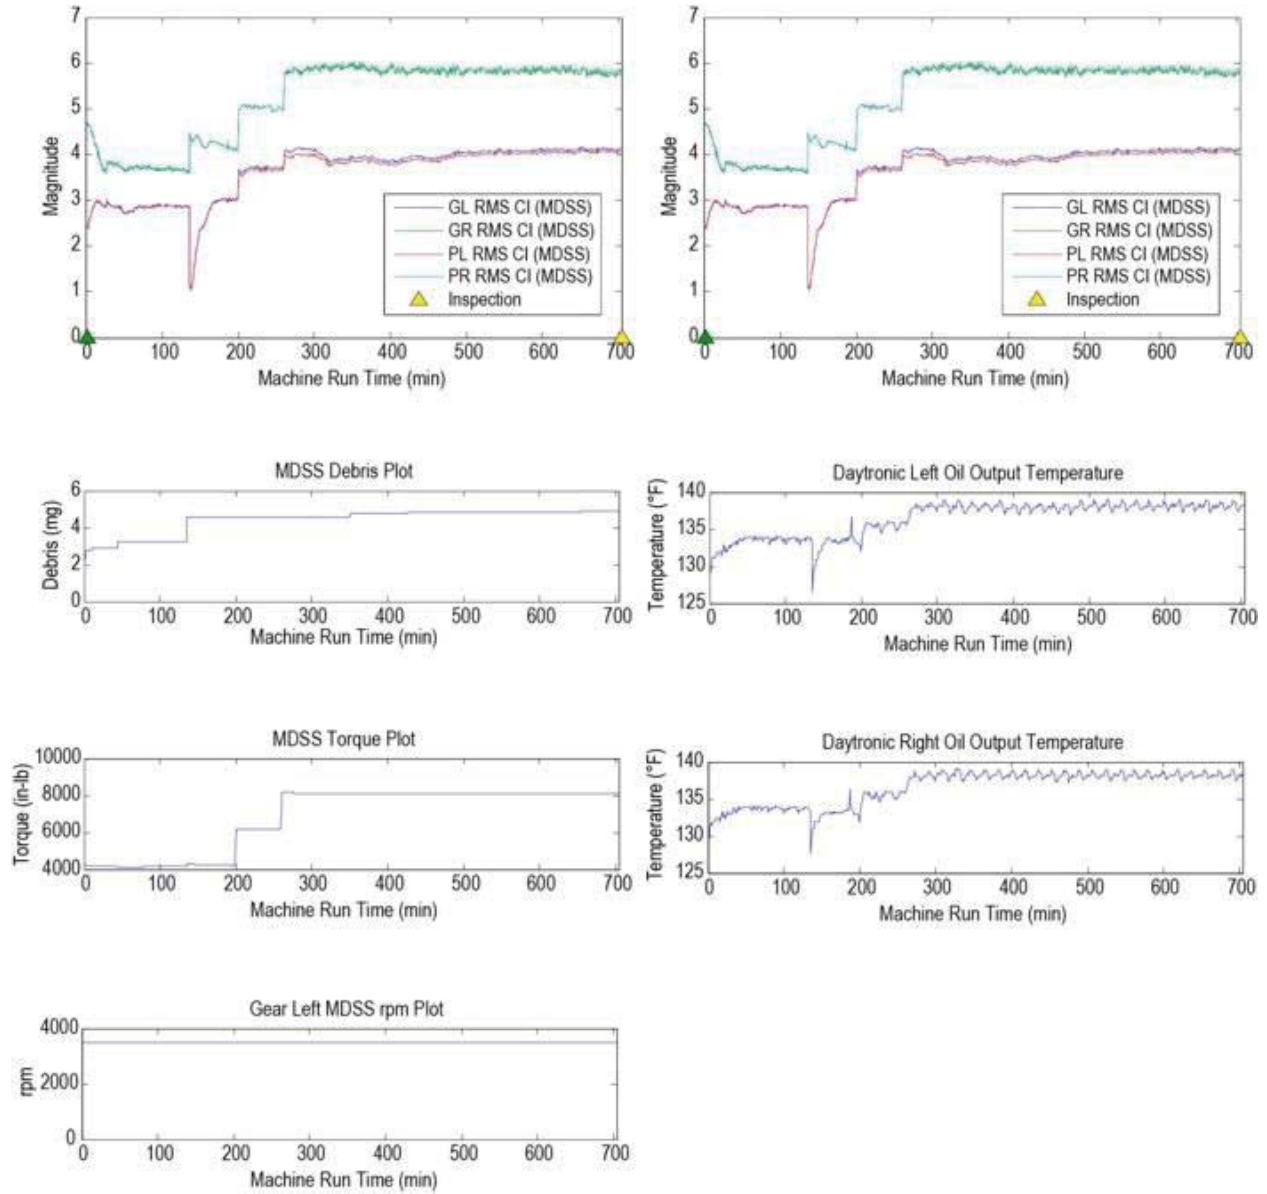 7
6
5
4
3
2
1
0
Magnitude
GL RMS CI (MDSS)
GR RMS CI (MDSS)
PL RMS CI (MDSS)
PR RMS CI (MDSS)
Inspection
0 100 200 300 400 500 600 700
Machine Run Time (min)
7
6
5
4
3
2
1
0
Magnitude
GL RMS CI (MDSS)
GR RMS CI (MDSS)
PL RMS CI (MDSS)
PR RMS CI (MDSS)
Inspection
0 100 200 300 400 500 600 700
Machine Run Time (min)
MDSS Debris Plot
6
4
2
0
Debris (mg)
0 100 200 300 400 500 600 700
Machine Run Time (min)
Daytronic Left Oil Output Temperature
140
135
130
125
Temperature (°F)
0 100 200 300 400 500 600 700
Machine Run Time (min)
MDSS Torque Plot
10000
8000
6000
4000
Torque (in-lb)
0 100 200 300 400 500 600 700
Machine Run Time (min)
Daytronic Right Oil Output Temperature
140
135
130
125
Temperature (°F)
0 100 200 300 400 500 600 700
Machine Run Time (min)
Gear Left MDSS rpm Plot
4000
2000
0
rpm
0 100 200 300 400 500 600 700
Machine Run Time (min)